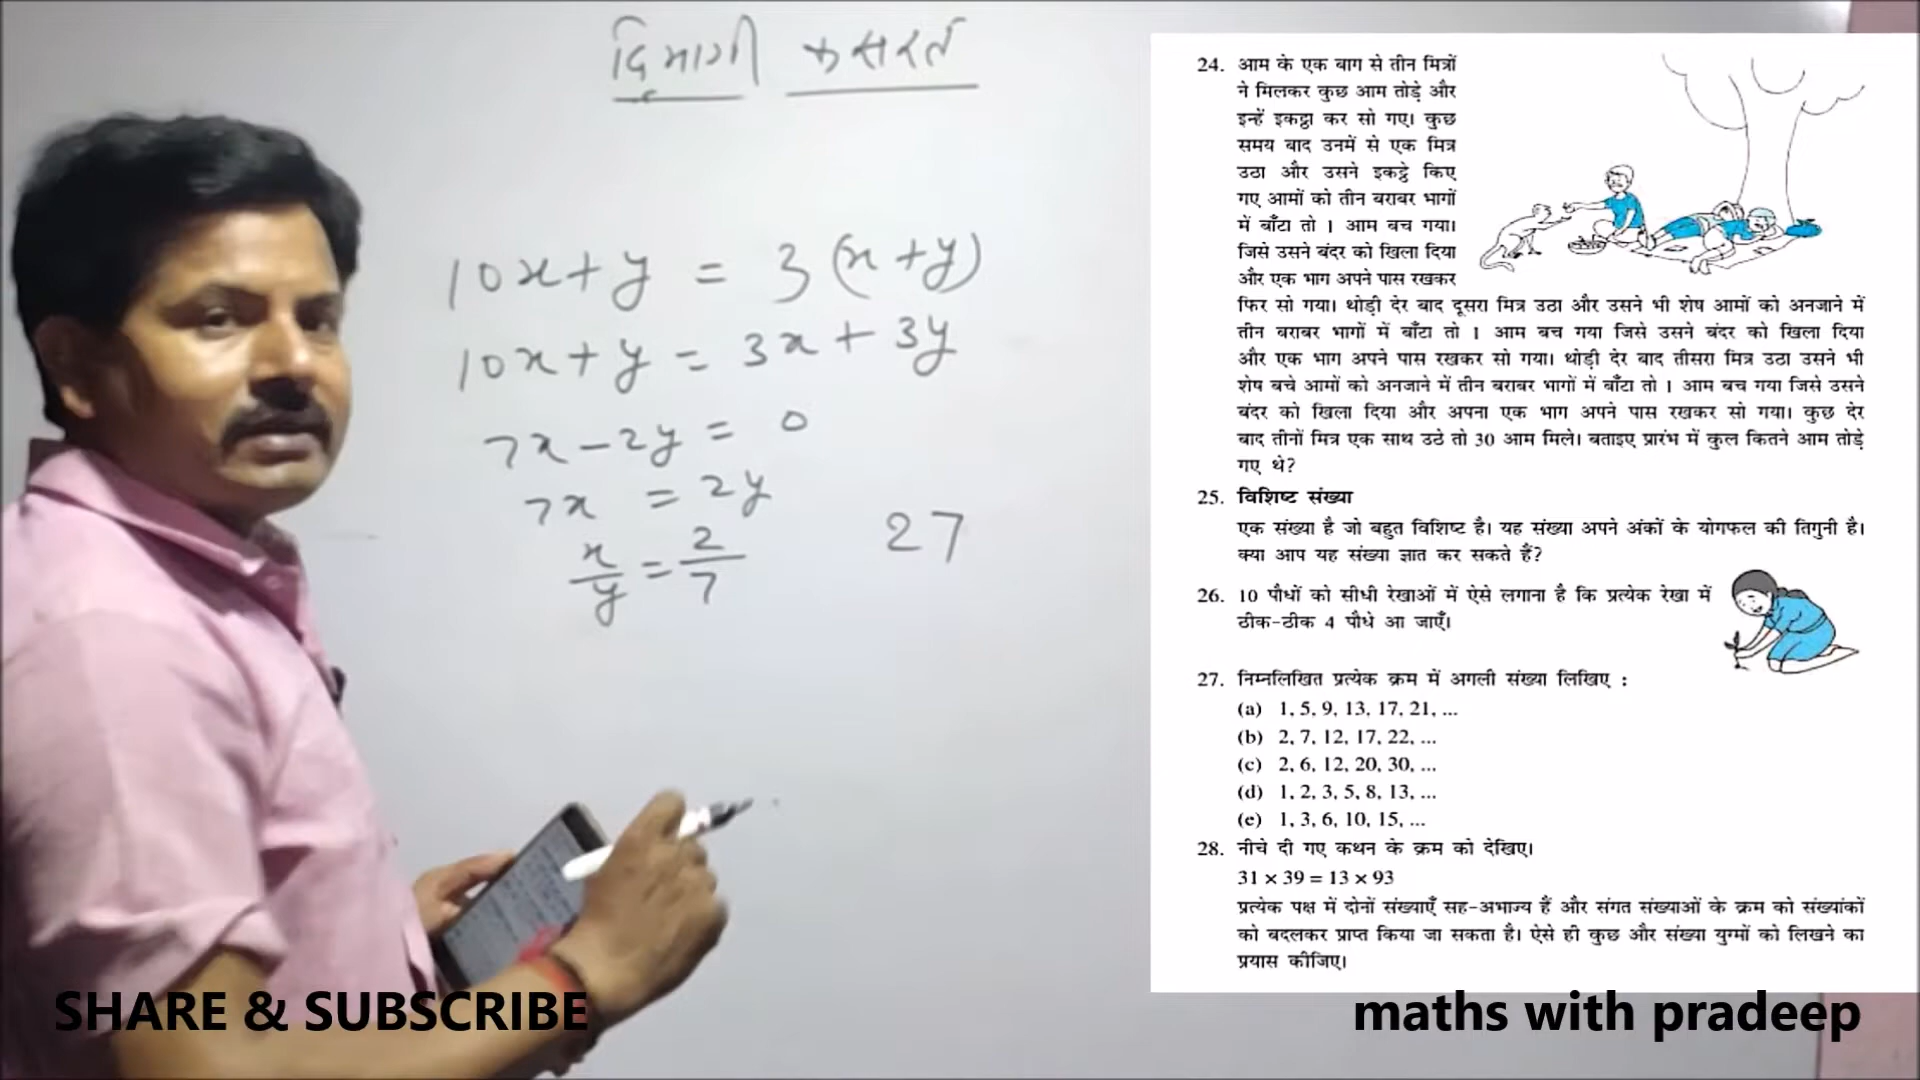 दिमागी कसरत
10x + y = 3(x + y)
10x + y = 3x + 3y
7x - 2y = 0
7x = 2y
x/y = 2/7
27
24. आम के एक बाग से तीन मित्रों
ने मिलकर कुछ आम तोड़े और
इन्हें इकट्ठा कर सो गए। कुछ
समय बाद उनमें से एक मित्र
उठा और उसने इकट्ठे किए
गए आमों को तीन बराबर भागों
में बाँटा तो 1 आम बच गया।
जिसे उसने बंदर को खिला दिया
और एक भाग अपने पास रखकर
फिर सो गया। थोड़ी देर बाद दूसरा मित्र उठा और उसने भी शेष आमों को अनजाने में
तीन बराबर भागों में बाँटा तो 1 आम बच गया जिसे उसने बंदर को खिला दिया
और एक भाग अपने पास रखकर सो गया। थोड़ी देर बाद तीसरा मित्र उठा उसने भी
शेष बचे आमों को अनजाने में तीन बराबर भागों में बाँटा तो 1 आम बच गया जिसे उसने
बंदर को खिला दिया और अपना एक भाग अपने पास रखकर सो गया। कुछ देर
बाद तीनों मित्र एक साथ उठे तो 30 आम मिले। बताइए प्रारंभ में कुल कितने आम तोड़े
गए थे?
25. विशिष्ट संख्या
एक संख्या है जो बहुत विशिष्ट है। यह संख्या अपने अंकों के योगफल की तिगुनी है।
क्या आप यह संख्या ज्ञात कर सकते हैं?
26. 10 पौधों को सीधी रेखाओं में ऐसे लगाना है कि प्रत्येक रेखा में
ठीक-ठीक 4 पौधे आ जाएँ।
27. निम्नलिखित प्रत्येक क्रम में अगली संख्या लिखिए :
(a) 1, 5, 9, 13, 17, 21, ...
(b) 2, 7, 12, 17, 22, ...
(c) 2, 6, 12, 20, 30, ...
(d) 1, 2, 3, 5, 8, 13, ...
(e) 1, 3, 6, 10, 15, ...
28. नीचे दी गए कथन के क्रम को देखिए।
31 × 39 = 13 × 93
प्रत्येक पक्ष में दोनों संख्याएँ सह-अभाज्य हैं और संगत संख्याओं के क्रम को संख्यांकों
को बदलकर प्राप्त किया जा सकता है। ऐसे ही कुछ और संख्या युग्मों को लिखने का
प्रयास कीजिए।
SHARE & SUBSCRIBE
maths with pradeep